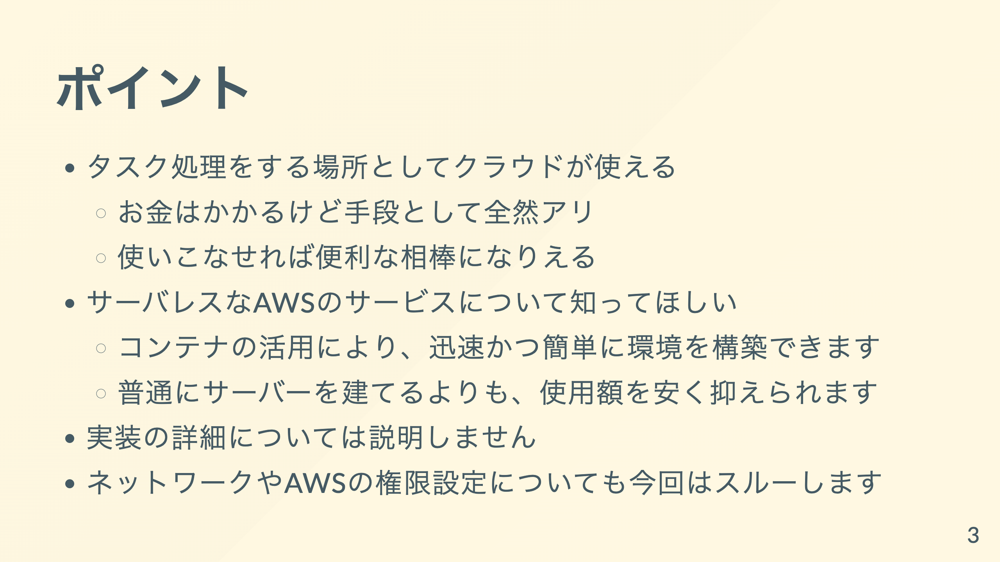 ポイント
タスク処理をする場所としてクラウドが使える
お金はかかるけど手段として全然アリ
使いこなせれば便利な相棒になりえる
サーバレスなAWSのサービスについて知ってほしい
コンテナの活用により、迅速かつ簡単に環境を構築できます
普通にサーバーを建てるよりも、使用額を安く抑えられます
実装の詳細については説明しません
ネットワークやAWSの権限設定についても今回はスルーします
3